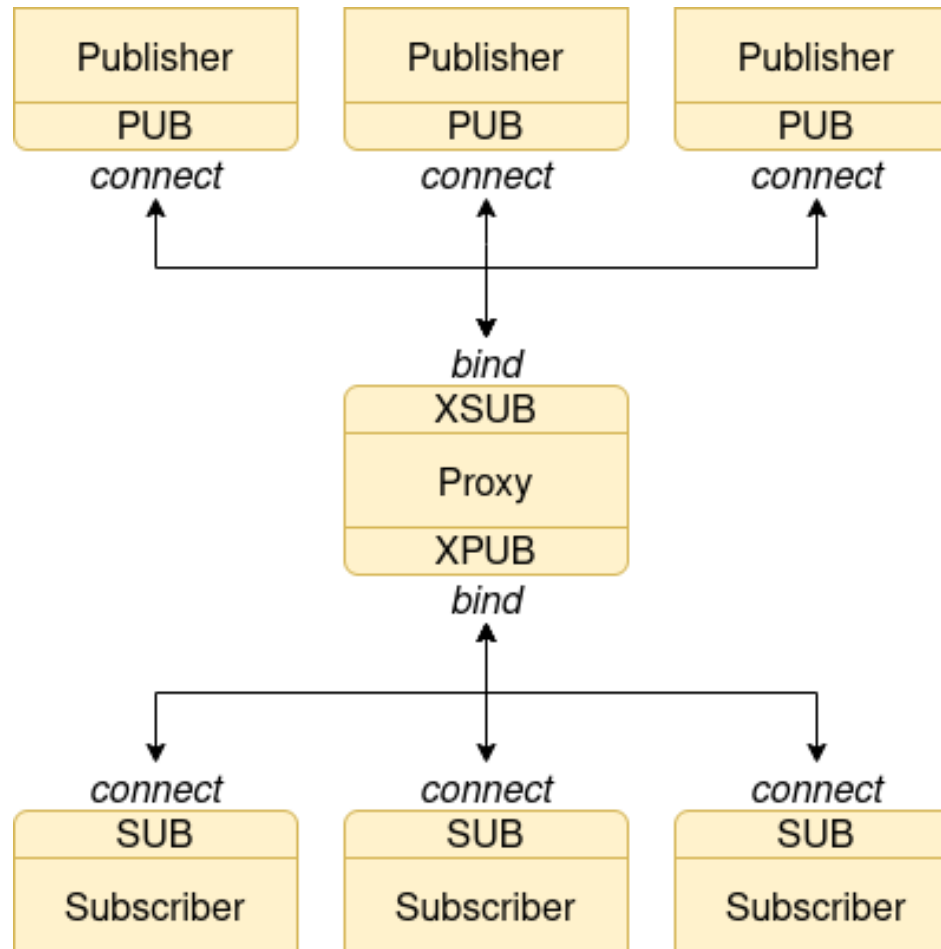 Publisher Publisher Publisher
PUB PUB PUB
connect connect connect
bind
XSUB
Proxy
XPUB
bind
connect connect connect
SUB SUB SUB
Subscriber Subscriber Subscriber